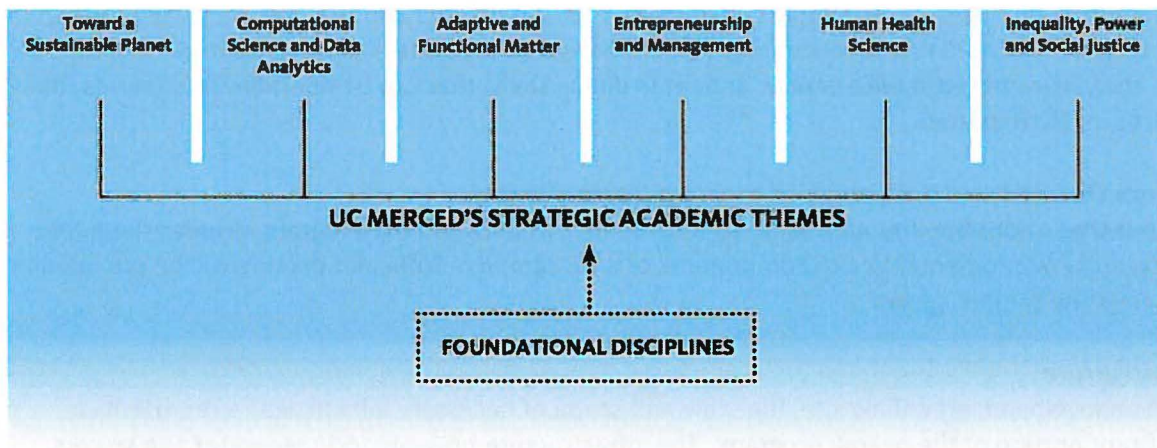 Toward a
Sustainable Planet
Computational
Science and Data
Analytics
Adaptive and
Functional Matter
Entrepreneurship
and Management
Human Health
Science
Inequality, Power
and Social Justice
UC MERCED'S STRATEGIC ACADEMIC THEMES
FOUNDATIONAL DISCIPLINES